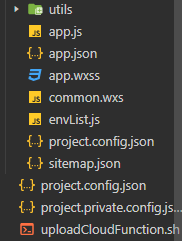 utils
app.js
app.json
app.wxss
common.wxs
envList.js
project.config.json
sitemap.json
project.config.json
project.private.config.js...
uploadCloudFunction.sh